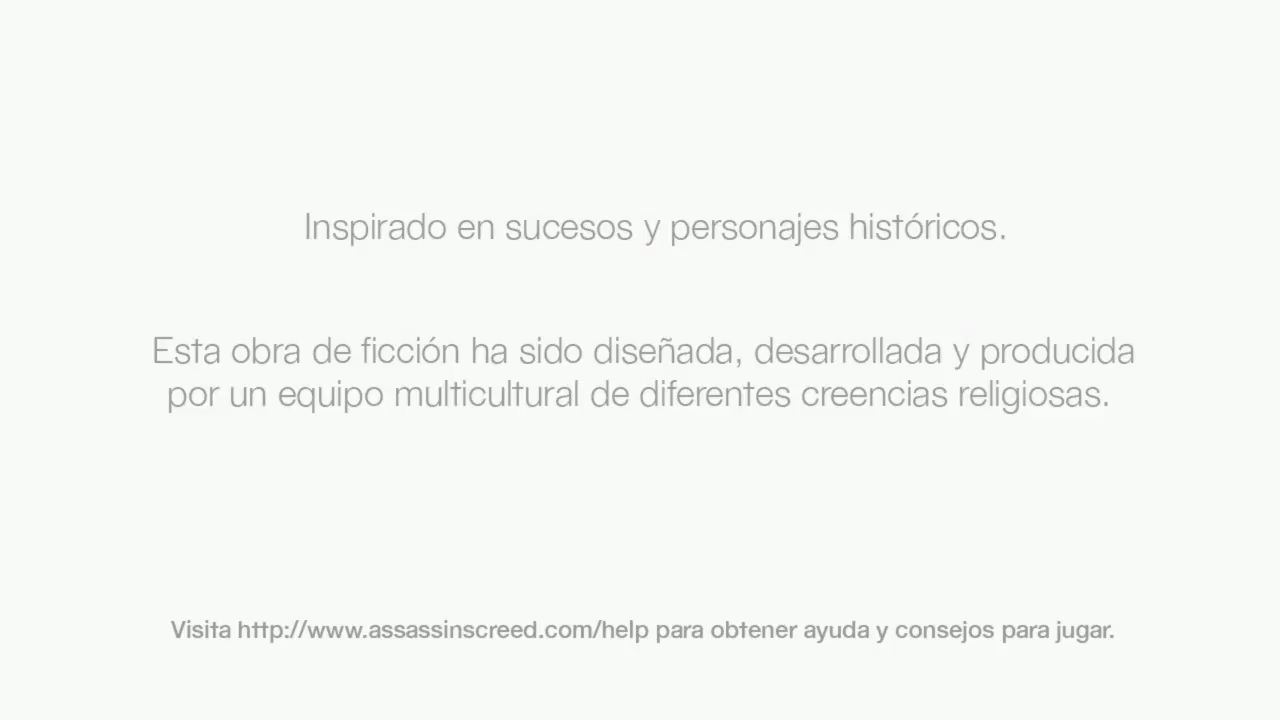 Inspirado en sucesos y personajes históricos.
Esta obra de ficción ha sido diseñada, desarrollada y producida
por un equipo multicultural de diferentes creencias religiosas.
Visita http://www.assassinscreed.com/help para obtener ayuda y consejos para jugar.